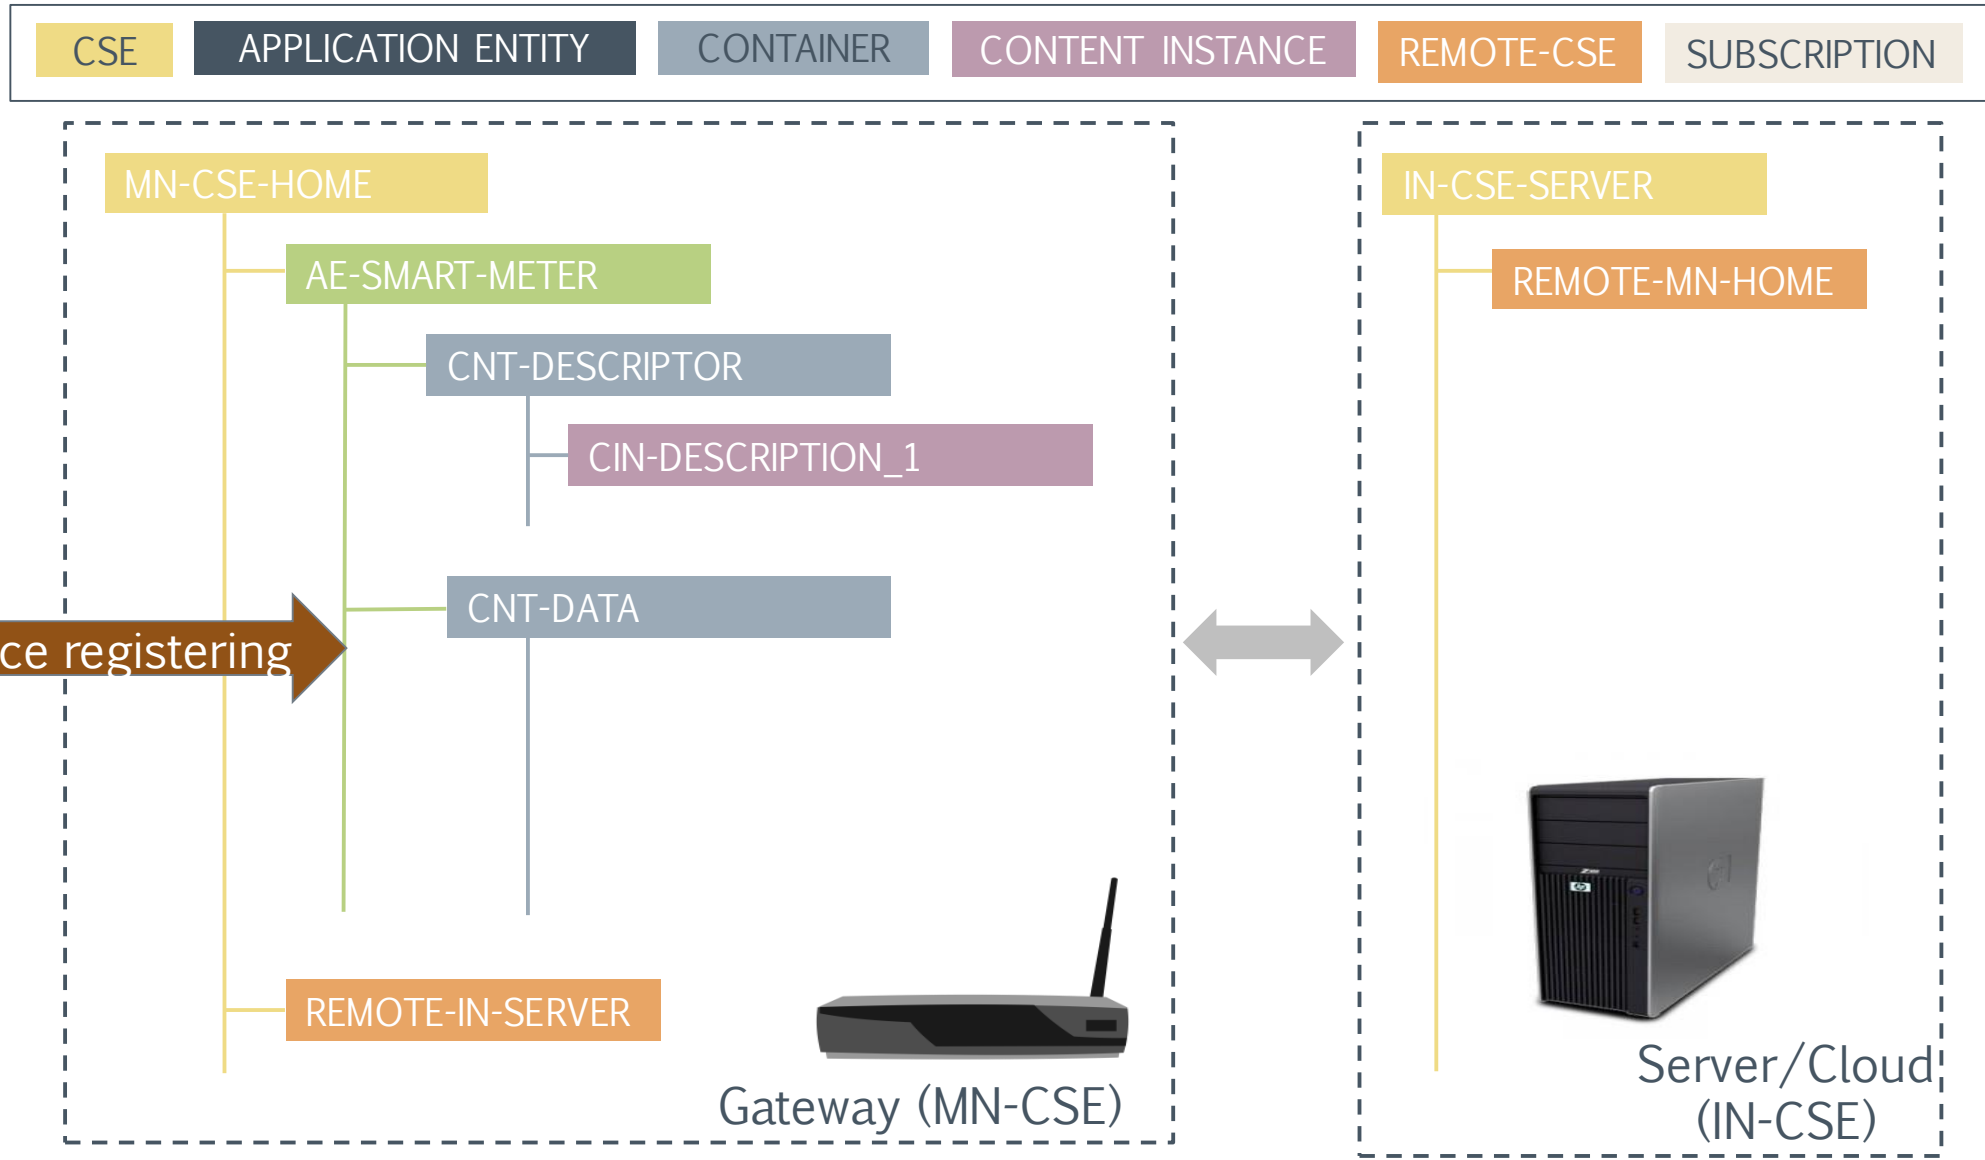 CSE
APPLICATION ENTITY
CONTAINER
CONTENT INSTANCE
REMOTE-CSE
SUBSCRIPTION
MN-CSE-HOME
AE-SMART-METER
CNT-DESCRIPTOR
CIN-DESCRIPTION_1
CNT-DATA
ce registering
REMOTE-IN-SERVER
Gateway (MN-CSE)
IN-CSE-SERVER
REMOTE-MN-HOME
hp
Server/Cloud
(IN-CSE)